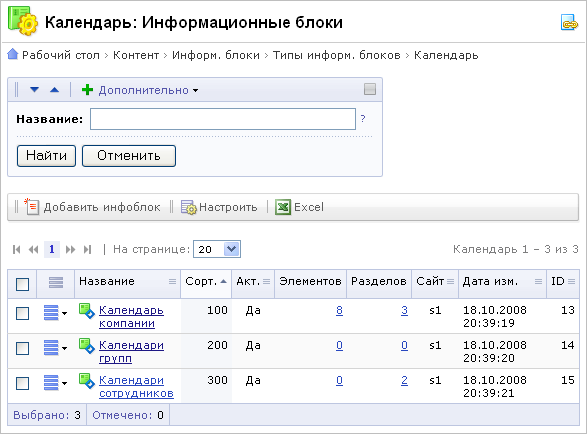 Календарь: Информационные блоки
Рабочий стол › Контент › Информ. блоки › Типы информ. блоков › Календарь
Дополнительно
Название: ?
Найти Отменить
Добавить инфоблок Настроить Excel
1 | На странице: 20 Календарь 1 – 3 из 3
Название Сорт. Акт. Элементов Разделов Сайт Дата изм. ID
Календарь компании 100 Да 8 3 s1 18.10.2008 20:39:19 13
Календари групп 200 Да 0 0 s1 18.10.2008 20:39:20 14
Календари сотрудников 300 Да 0 2 s1 18.10.2008 20:39:21 15
Выбрано: 3 Отмечено: 0